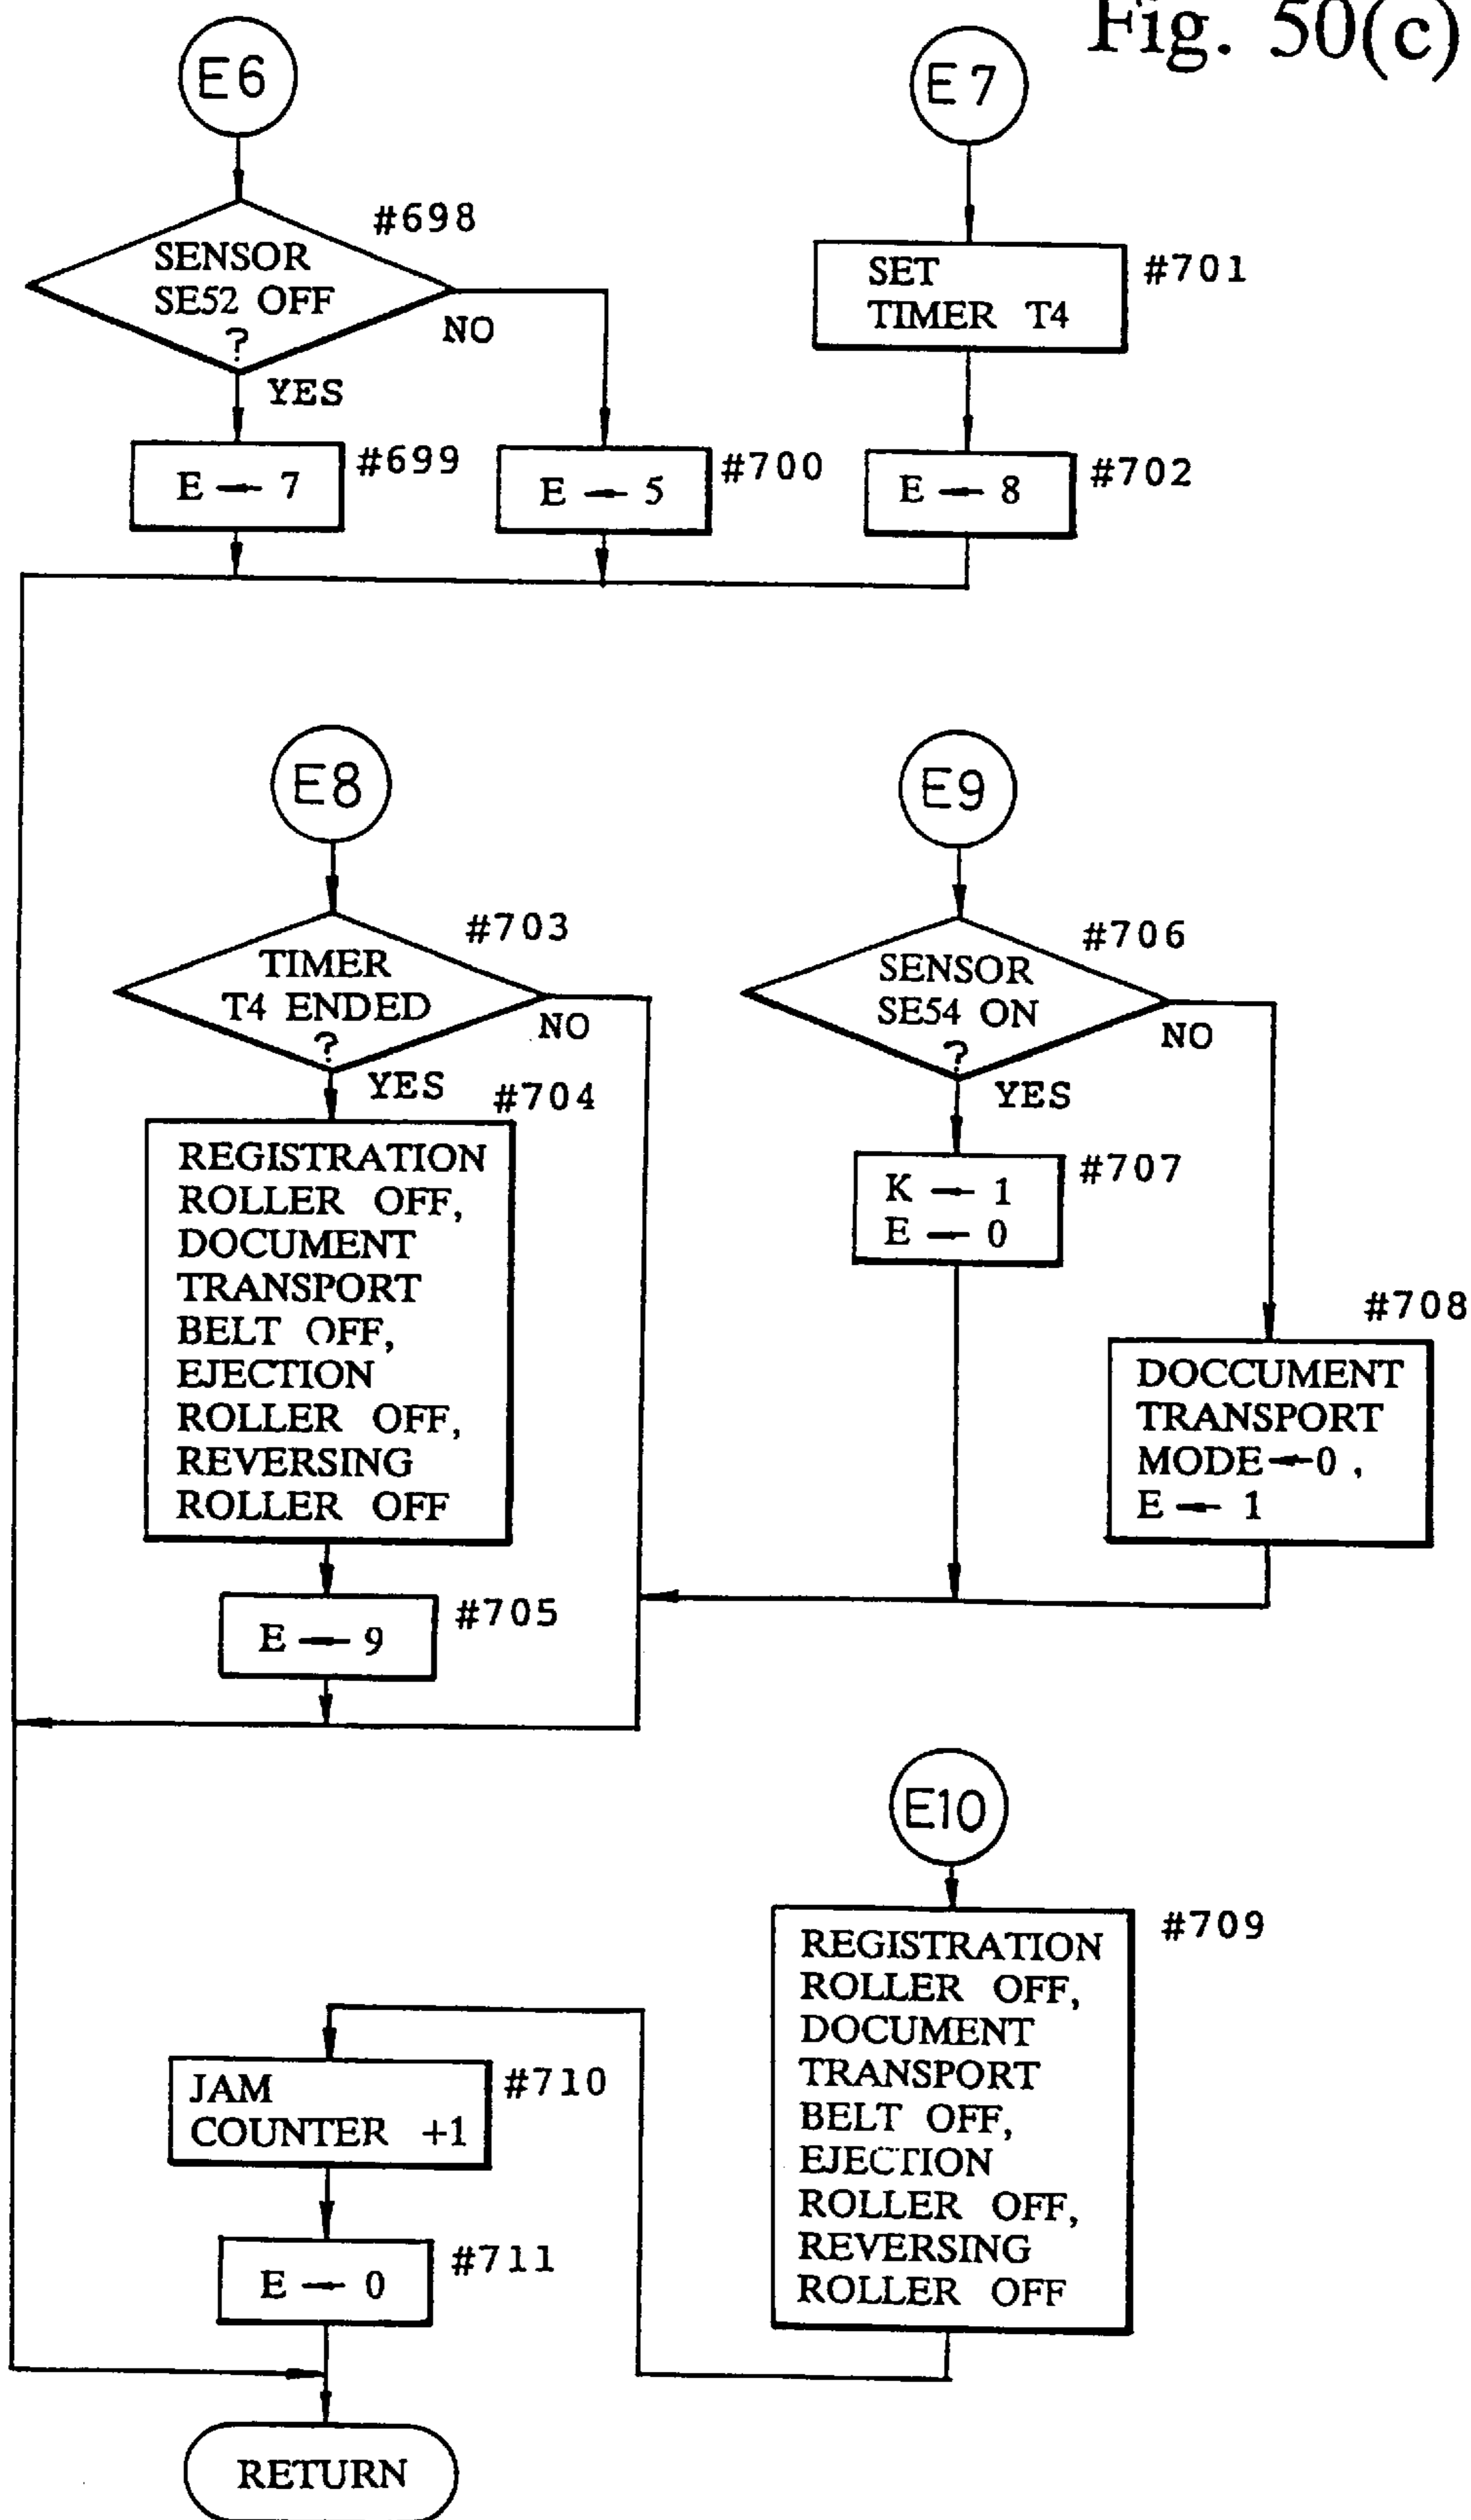 Fig. 50(c)
E6
E7
#698
SENSOR
SE52 OFF
?
NO
YES
#701
SET
TIMER T4
E ← 7
#699
E ← 5
#700
E ← 8
#702
E8
E9
#703
TIMER
T4 ENDED
?
NO
YES
#704
REGISTRATION
ROLLER OFF,
DOCUMENT
TRANSPORT
BELT OFF,
EJECTION
ROLLER OFF,
REVERSING
ROLLER OFF
E ← 9
#705
#706
SENSOR
SE54 ON
?
NO
YES
K ← 1
E ← 0
#707
#708
DOCCUMENT
TRANSPORT
MODE ← 0 ,
E ← 1
E10
#709
REGISTRATION
ROLLER OFF,
DOCUMENT
TRANSPORT
BELT OFF,
EJECTION
ROLLER OFF,
REVERSING
ROLLER OFF
JAM
COUNTER +1
#710
E ← 0
#711
RETURN